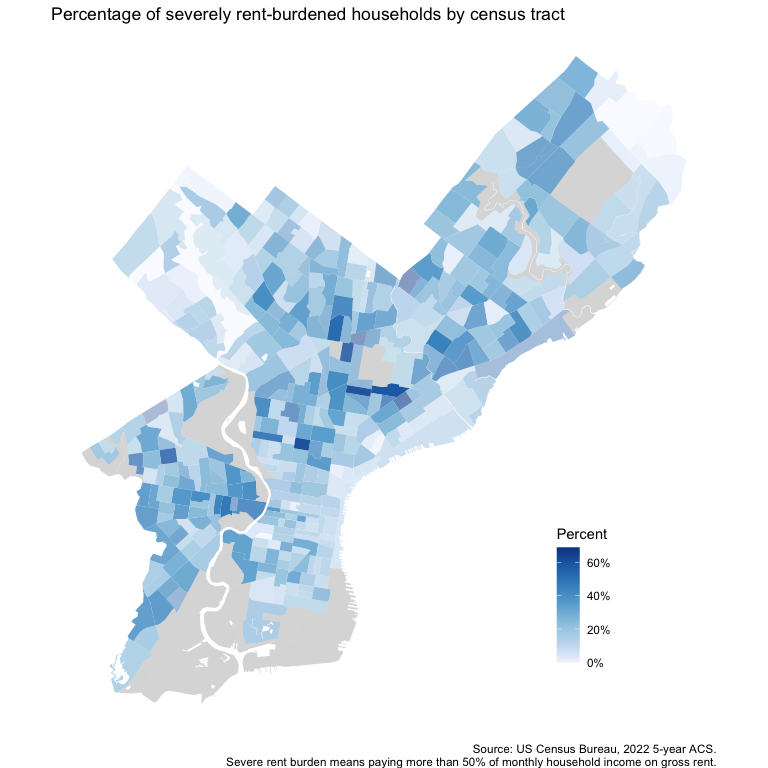 Percentage of severely rent-burdened households by census tract
Percent
60%
40%
20%
0%
Source: US Census Bureau, 2022 5-year ACS.
Severe rent burden means paying more than 50% of monthly household income on gross rent.